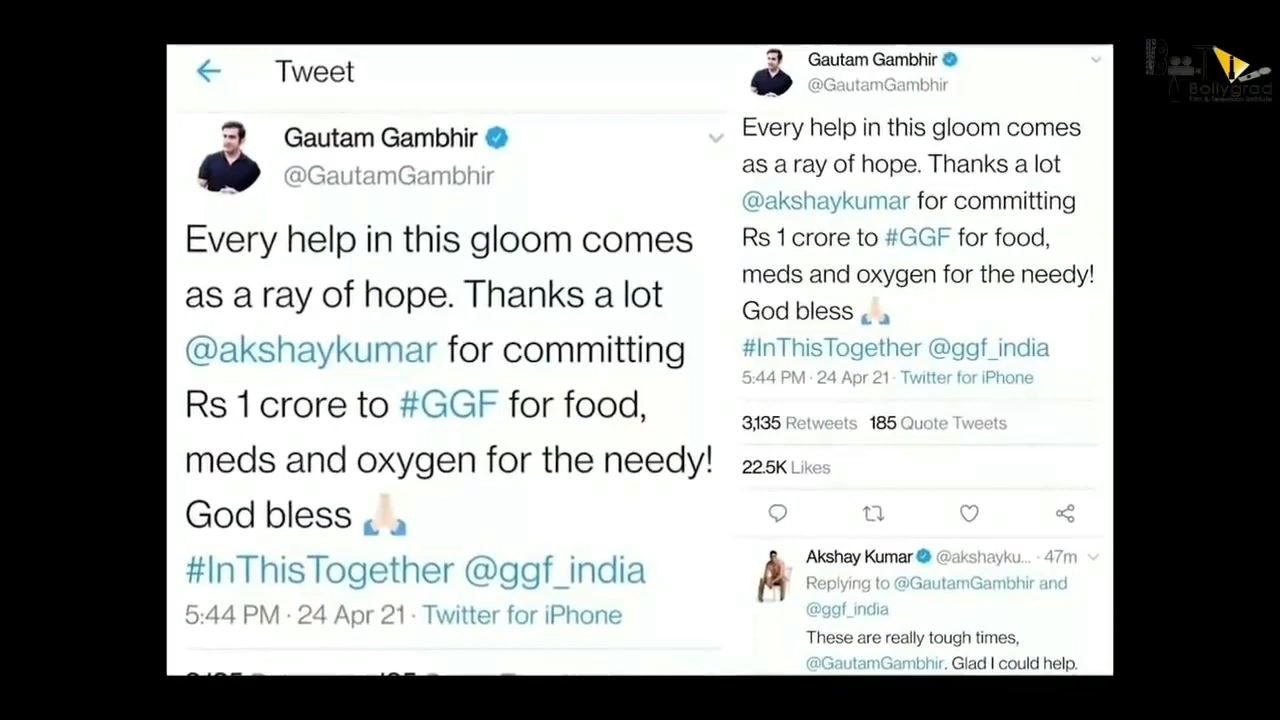 Tweet
Gautam Gambhir
@GautamGambhir
Every help in this gloom comes
as a ray of hope. Thanks a lot
@akshaykumar for committing
Rs 1 crore to #GGF for food,
meds and oxygen for the needy!
God bless 🙏🏻
#InThisTogether @ggf_india
5:44 PM · 24 Apr 21 · Twitter for iPhone
Gautam Gambhir
@GautamGambhir
Every help in this gloom comes
as a ray of hope. Thanks a lot
@akshaykumar for committing
Rs 1 crore to #GGF for food,
meds and oxygen for the needy!
God bless 🙏🏻
#InThisTogether @ggf_india
5:44 PM · 24 Apr 21 · Twitter for iPhone
3,135 Retweets 185 Quote Tweets
22.5K Likes
Akshay Kumar @akshayku... · 47m
Replying to @GautamGambhir and
@ggf_india
These are really tough times,
@GautamGambhir. Glad I could help.
Bollygrad
Film & Television Institute